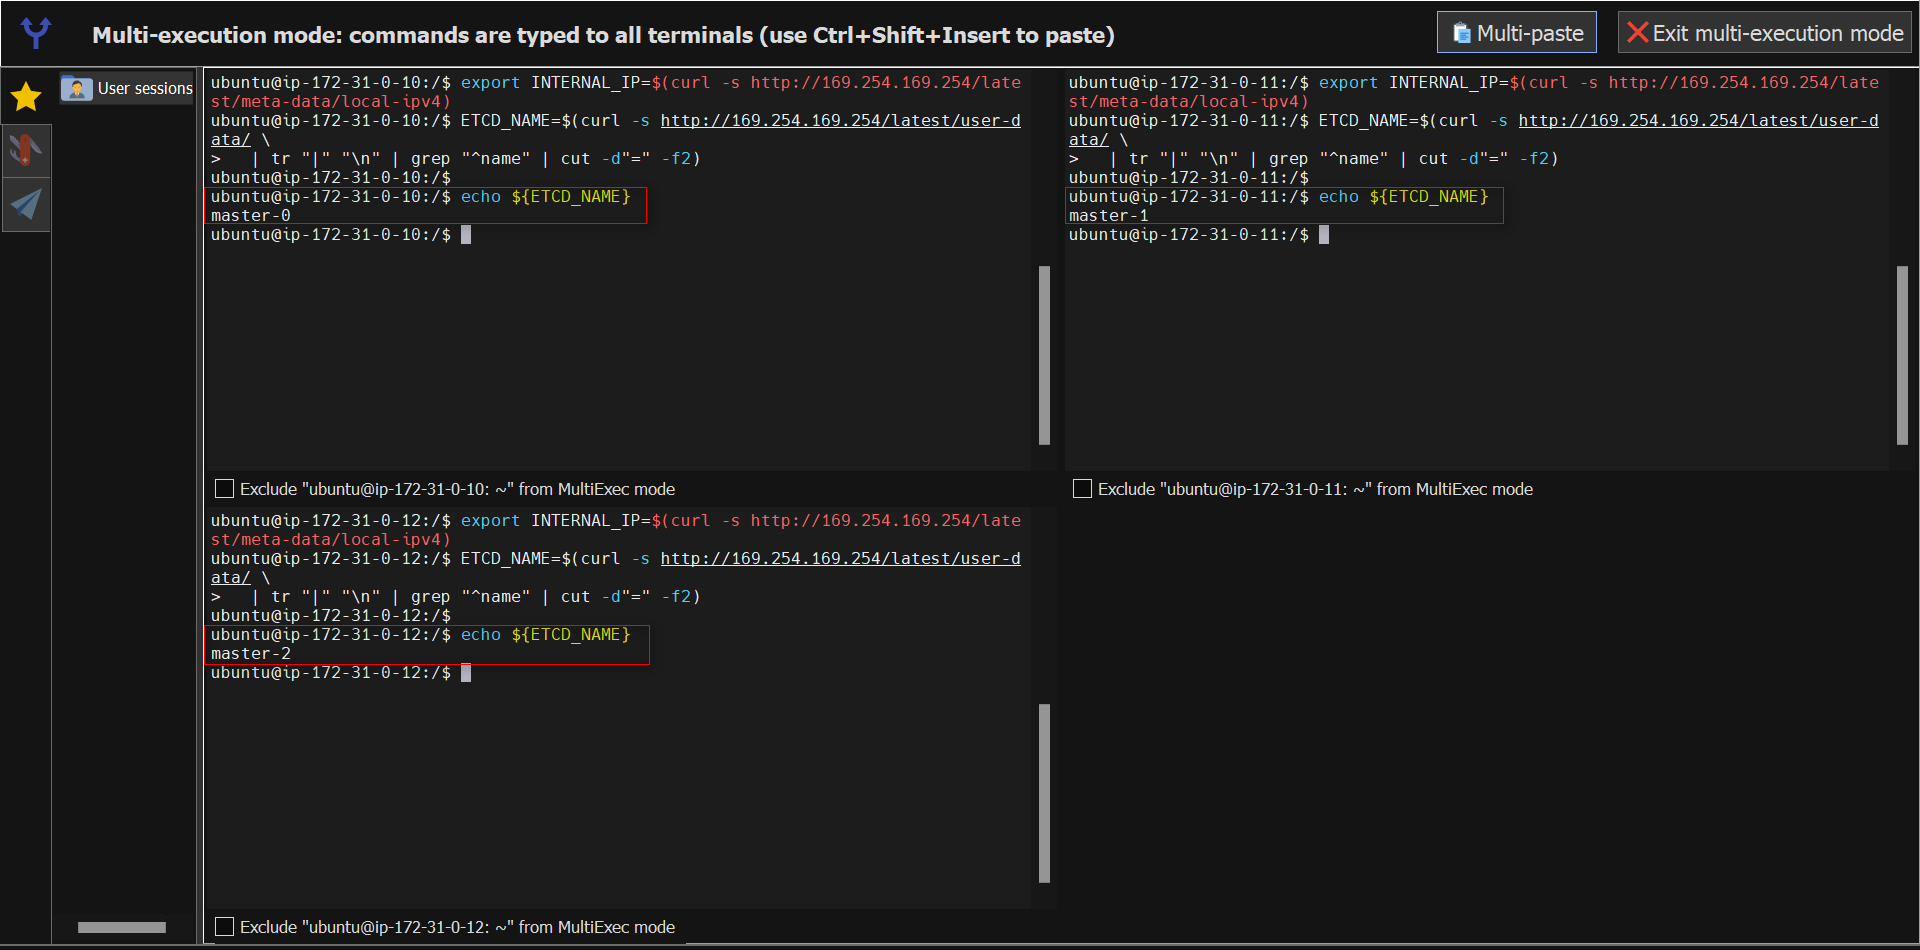 Multi-execution mode: commands are typed to all terminals (use Ctrl+Shift+Insert to paste)
Multi-paste
Exit multi-execution mode
User sessions
ubuntu@ip-172-31-0-10:/$ export INTERNAL_IP=$(curl -s http://169.254.169.254/late
st/meta-data/local-ipv4)
ubuntu@ip-172-31-0-10:/$ ETCD_NAME=$(curl -s http://169.254.169.254/latest/user-d
ata/ \
>   | tr "|" "\n" | grep "^name" | cut -d"=" -f2)
ubuntu@ip-172-31-0-10:/$
ubuntu@ip-172-31-0-10:/$ echo ${ETCD_NAME}
master-0
ubuntu@ip-172-31-0-10:/$
Exclude "ubuntu@ip-172-31-0-10: ~" from MultiExec mode
ubuntu@ip-172-31-0-11:/$ export INTERNAL_IP=$(curl -s http://169.254.169.254/late
st/meta-data/local-ipv4)
ubuntu@ip-172-31-0-11:/$ ETCD_NAME=$(curl -s http://169.254.169.254/latest/user-d
ata/ \
>   | tr "|" "\n" | grep "^name" | cut -d"=" -f2)
ubuntu@ip-172-31-0-11:/$
ubuntu@ip-172-31-0-11:/$ echo ${ETCD_NAME}
master-1
ubuntu@ip-172-31-0-11:/$
Exclude "ubuntu@ip-172-31-0-11: ~" from MultiExec mode
ubuntu@ip-172-31-0-12:/$ export INTERNAL_IP=$(curl -s http://169.254.169.254/late
st/meta-data/local-ipv4)
ubuntu@ip-172-31-0-12:/$ ETCD_NAME=$(curl -s http://169.254.169.254/latest/user-d
ata/ \
>   | tr "|" "\n" | grep "^name" | cut -d"=" -f2)
ubuntu@ip-172-31-0-12:/$
ubuntu@ip-172-31-0-12:/$ echo ${ETCD_NAME}
master-2
ubuntu@ip-172-31-0-12:/$
Exclude "ubuntu@ip-172-31-0-12: ~" from MultiExec mode